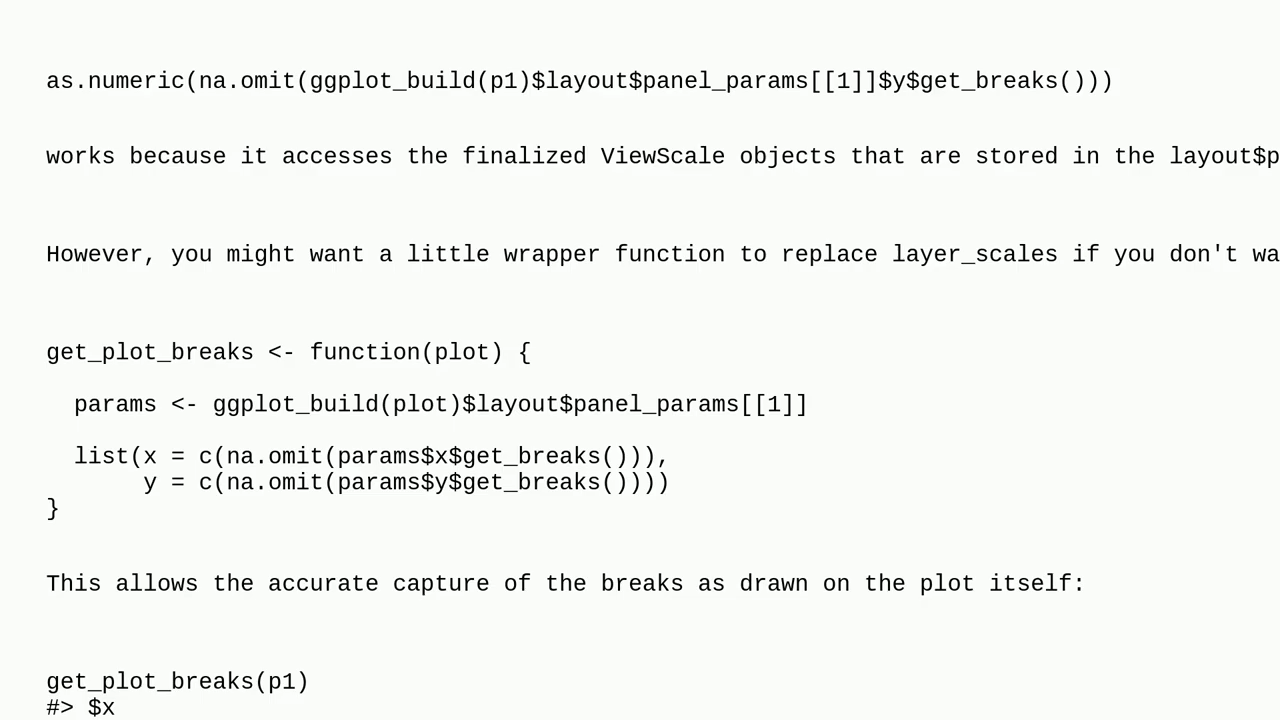 as.numeric(na.omit(ggplot_build(p1)$layout$panel_params[[1]]$y$get_breaks()))
works because it accesses the finalized ViewScale objects that are stored in the layout$p
However, you might want a little wrapper function to replace layer_scales if you don't wa
get_plot_breaks <- function(plot) {
  params <- ggplot_build(plot)$layout$panel_params[[1]]
  list(x = c(na.omit(params$x$get_breaks())),
       y = c(na.omit(params$y$get_breaks())))
}
This allows the accurate capture of the breaks as drawn on the plot itself:
get_plot_breaks(p1)
#> $x